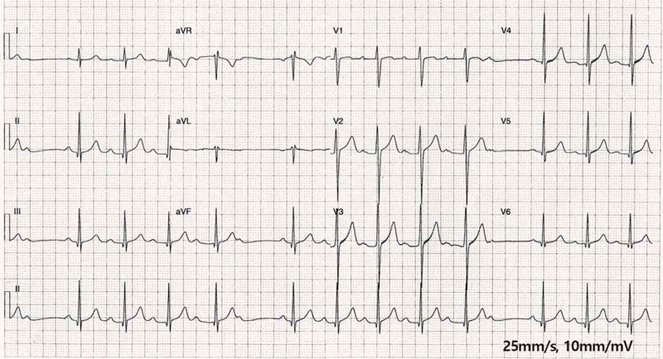 I aVR V1 V4
II aVL V2 V5
III aVF V3 V6
II
25mm/s, 10mm/mV